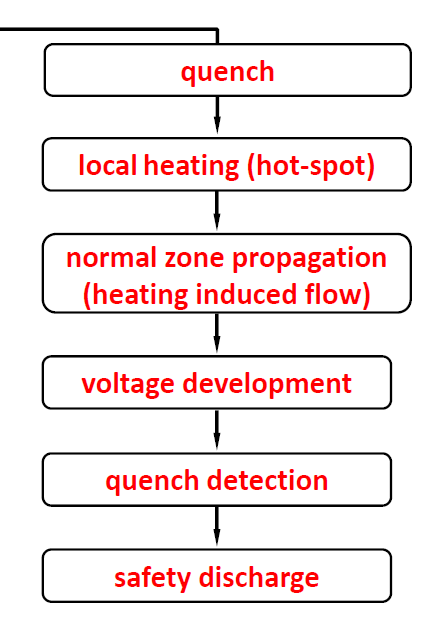 quench
local heating (hot-spot)
normal zone propagation
(heating induced flow)
voltage development
quench detection
safety discharge